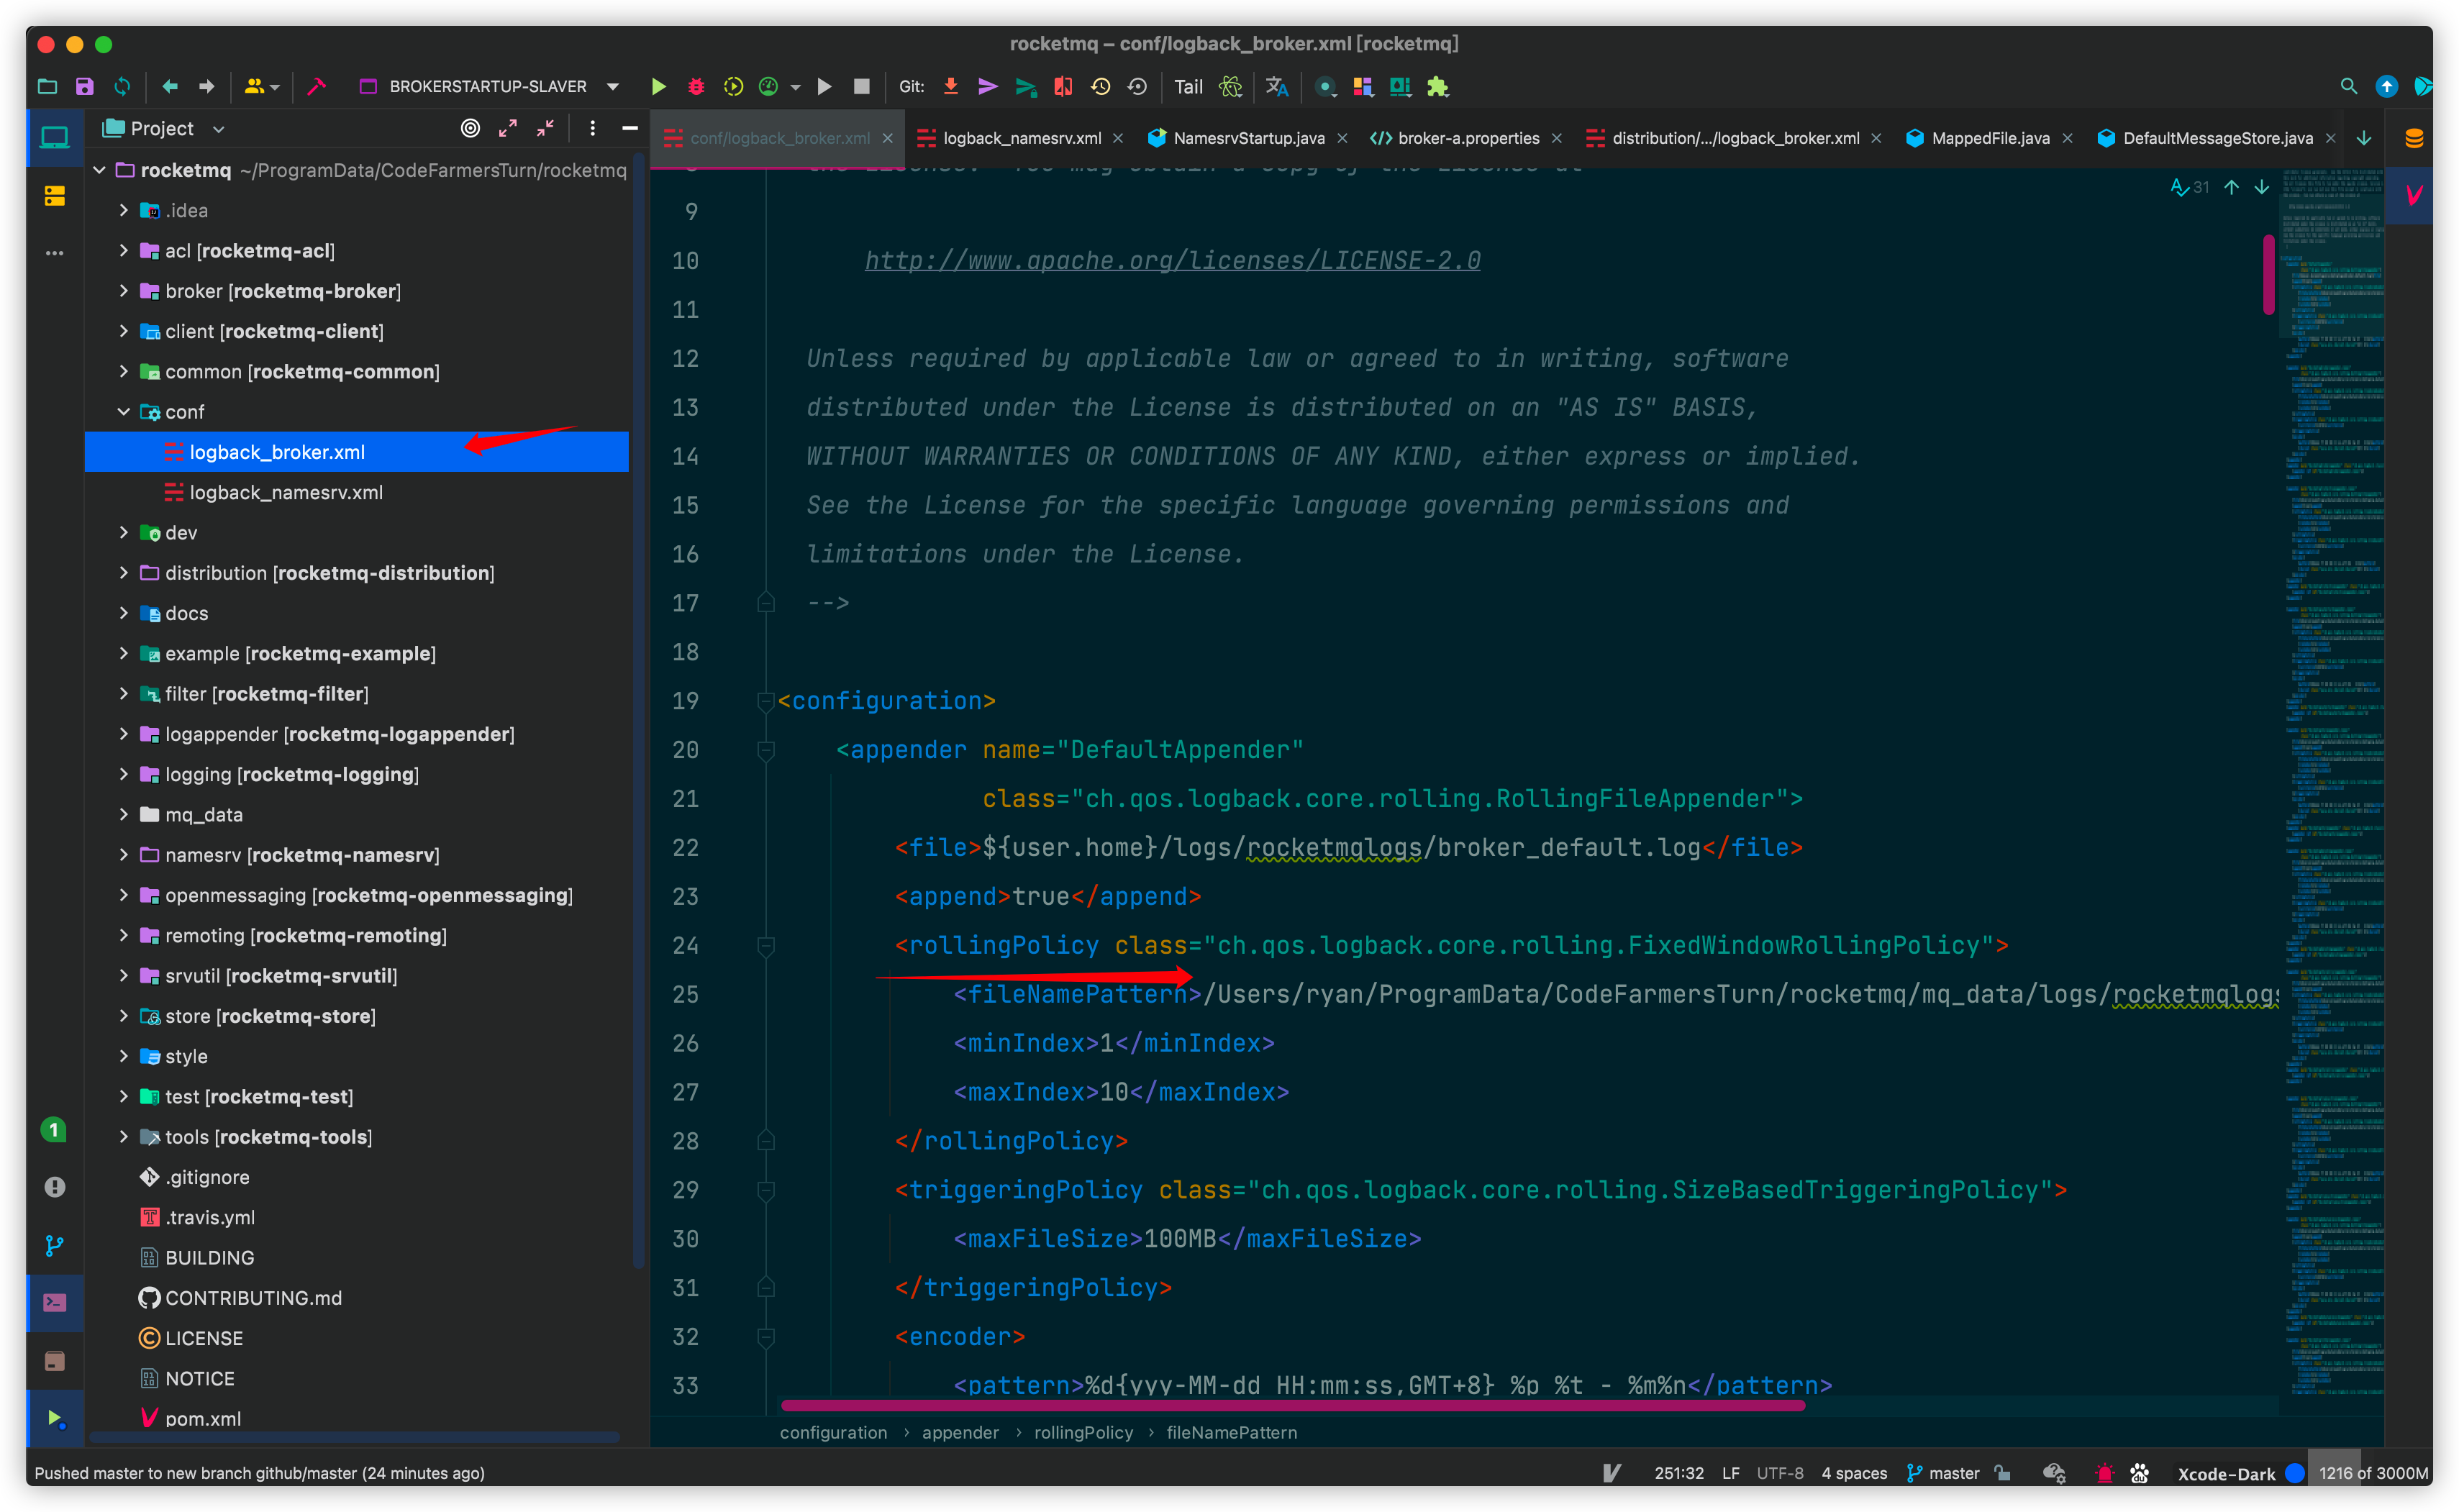 rocketmq – conf/logback_broker.xml [rocketmq]
BROKERSTARTUP-SLAVER
Git:
Tail
Project
conf/logback_broker.xml
logback_namesrv.xml
NamesrvStartup.java
broker-a.properties
distribution/.../logback_broker.xml
MappedFile.java
DefaultMessageStore.java
rocketmq ~/ProgramData/CodeFarmersTurn/rocketmq
.idea
acl [rocketmq-acl]
broker [rocketmq-broker]
client [rocketmq-client]
common [rocketmq-common]
conf
logback_broker.xml
logback_namesrv.xml
dev
distribution [rocketmq-distribution]
docs
example [rocketmq-example]
filter [rocketmq-filter]
logappender [rocketmq-logappender]
logging [rocketmq-logging]
mq_data
namesrv [rocketmq-namesrv]
openmessaging [rocketmq-openmessaging]
remoting [rocketmq-remoting]
srvutil [rocketmq-srvutil]
store [rocketmq-store]
style
test [rocketmq-test]
tools [rocketmq-tools]
.gitignore
.travis.yml
BUILDING
CONTRIBUTING.md
LICENSE
NOTICE
pom.xml
1
31
the License. You may obtain a copy of the License at
9
10 http://www.apache.org/licenses/LICENSE-2.0
11
12 Unless required by applicable law or agreed to in writing, software
13 distributed under the License is distributed on an "AS IS" BASIS,
14 WITHOUT WARRANTIES OR CONDITIONS OF ANY KIND, either express or implied.
15 See the License for the specific language governing permissions and
16 limitations under the License.
17 -->
18
19 <configuration>
20 <appender name="DefaultAppender"
21 class="ch.qos.logback.core.rolling.RollingFileAppender">
22 <file>${user.home}/logs/rocketmqlogs/broker_default.log</file>
23 <append>true</append>
24 <rollingPolicy class="ch.qos.logback.core.rolling.FixedWindowRollingPolicy">
25 <fileNamePattern>/Users/ryan/ProgramData/CodeFarmersTurn/rocketmq/mq_data/logs/rocketmqlogs
26 <minIndex>1</minIndex>
27 <maxIndex>10</maxIndex>
28 </rollingPolicy>
29 <triggeringPolicy class="ch.qos.logback.core.rolling.SizeBasedTriggeringPolicy">
30 <maxFileSize>100MB</maxFileSize>
31 </triggeringPolicy>
32 <encoder>
33 <pattern>%d{yyy-MM-dd HH:mm:ss,GMT+8} %p %t - %m%n</pattern>
configuration › appender › rollingPolicy › fileNamePattern
Pushed master to new branch github/master (24 minutes ago)
251:32 LF UTF-8 4 spaces master Xcode-Dark 1216 of 3000M